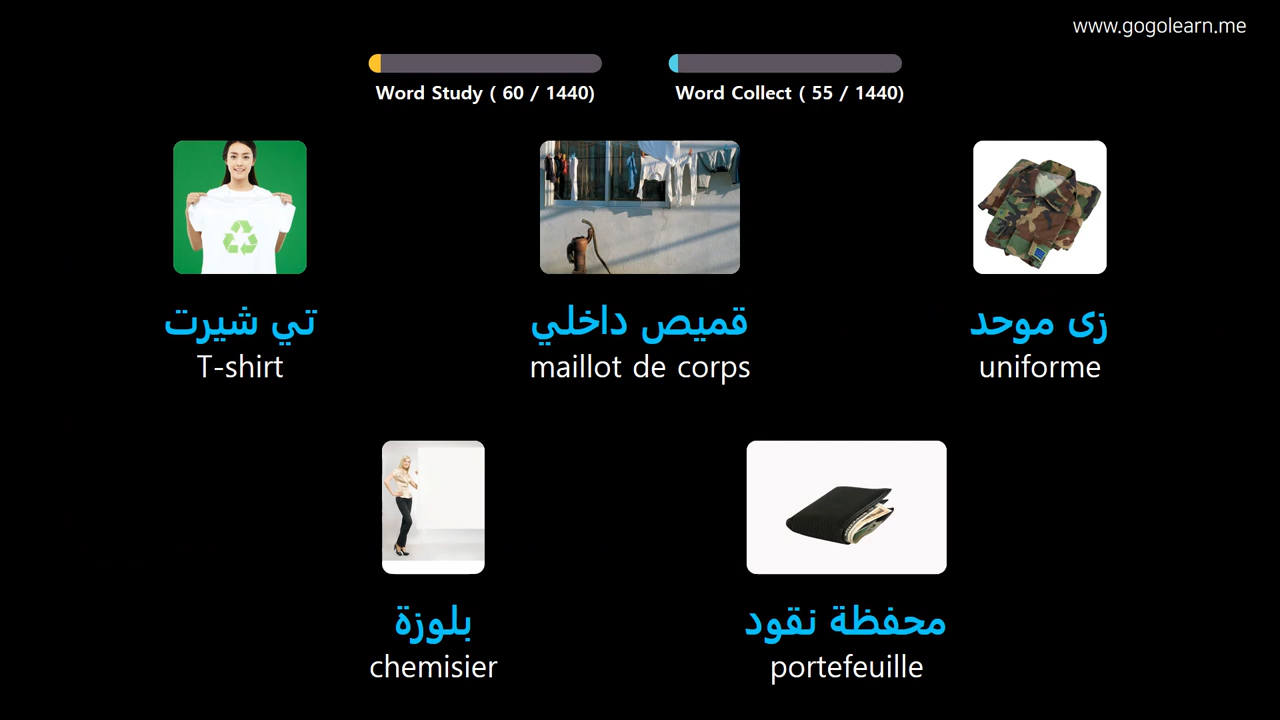 www.gogolearn.me
Word Study ( 60 / 1440)
Word Collect ( 55 / 1440)
تي شيرت
T-shirt
قميص داخلي
maillot de corps
زى موحد
uniforme
بلوزة
chemisier
محفظة نقود
portefeuille